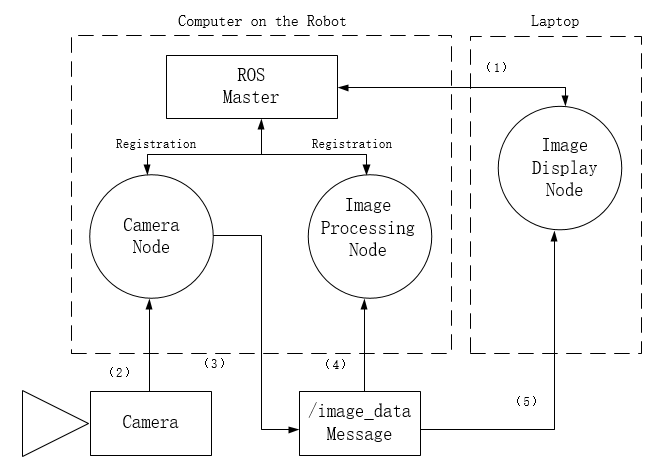 Computer on the Robot
Laptop
ROS
Master
(1)
Registration
Registration
Camera
Node
Image
Processing
Node
Image
Display
Node
(2)
(3)
(4)
(5)
Camera
/image_data
Message